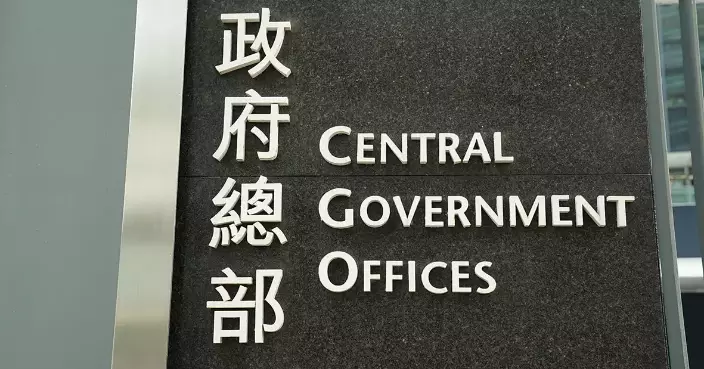 政府總部
CENTRAL
GOVERNMENT
OFFICES